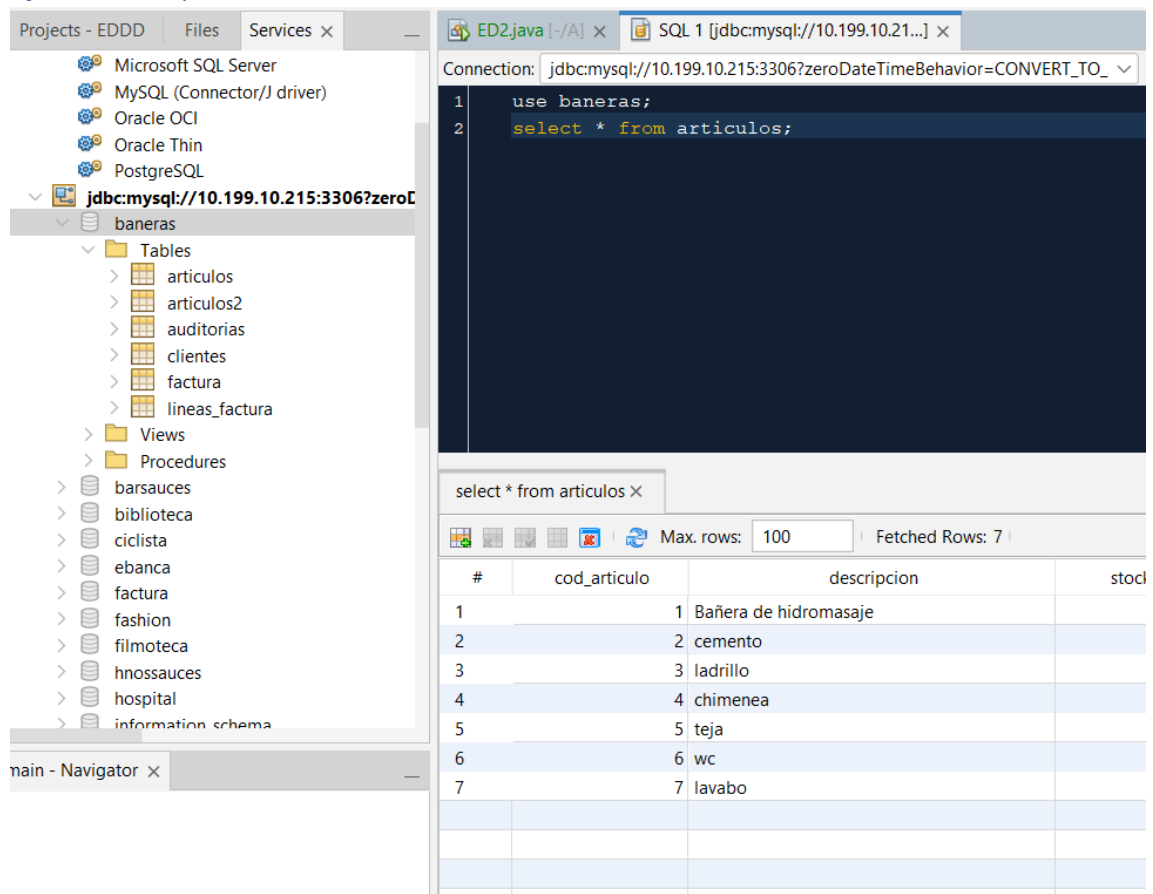 Projects - EDDD Files Services
Microsoft SQL Server
MySQL (Connector/J driver)
Oracle OCI
Oracle Thin
PostgreSQL
jdbc:mysql://10.199.10.215:3306?zeroD
baneras
Tables
articulos
articulos2
auditorias
clientes
factura
lineas_factura
Views
Procedures
barsauces
biblioteca
ciclista
ebanca
factura
fashion
filmoteca
hnossauces
hospital
information_schema
main - Navigator
ED2.java [-/A] SQL 1 [jdbc:mysql://10.199.10.21...]
Connection: jdbc:mysql://10.199.10.215:3306?zeroDateTimeBehavior=CONVERT_TO_
1 use baneras;
2 select * from articulos;
select * from articulos
Max. rows: 100 Fetched Rows: 7
# cod_articulo descripcion stock
1 1 Bañera de hidromasaje
2 2 cemento
3 3 ladrillo
4 4 chimenea
5 5 teja
6 6 wc
7 7 lavabo